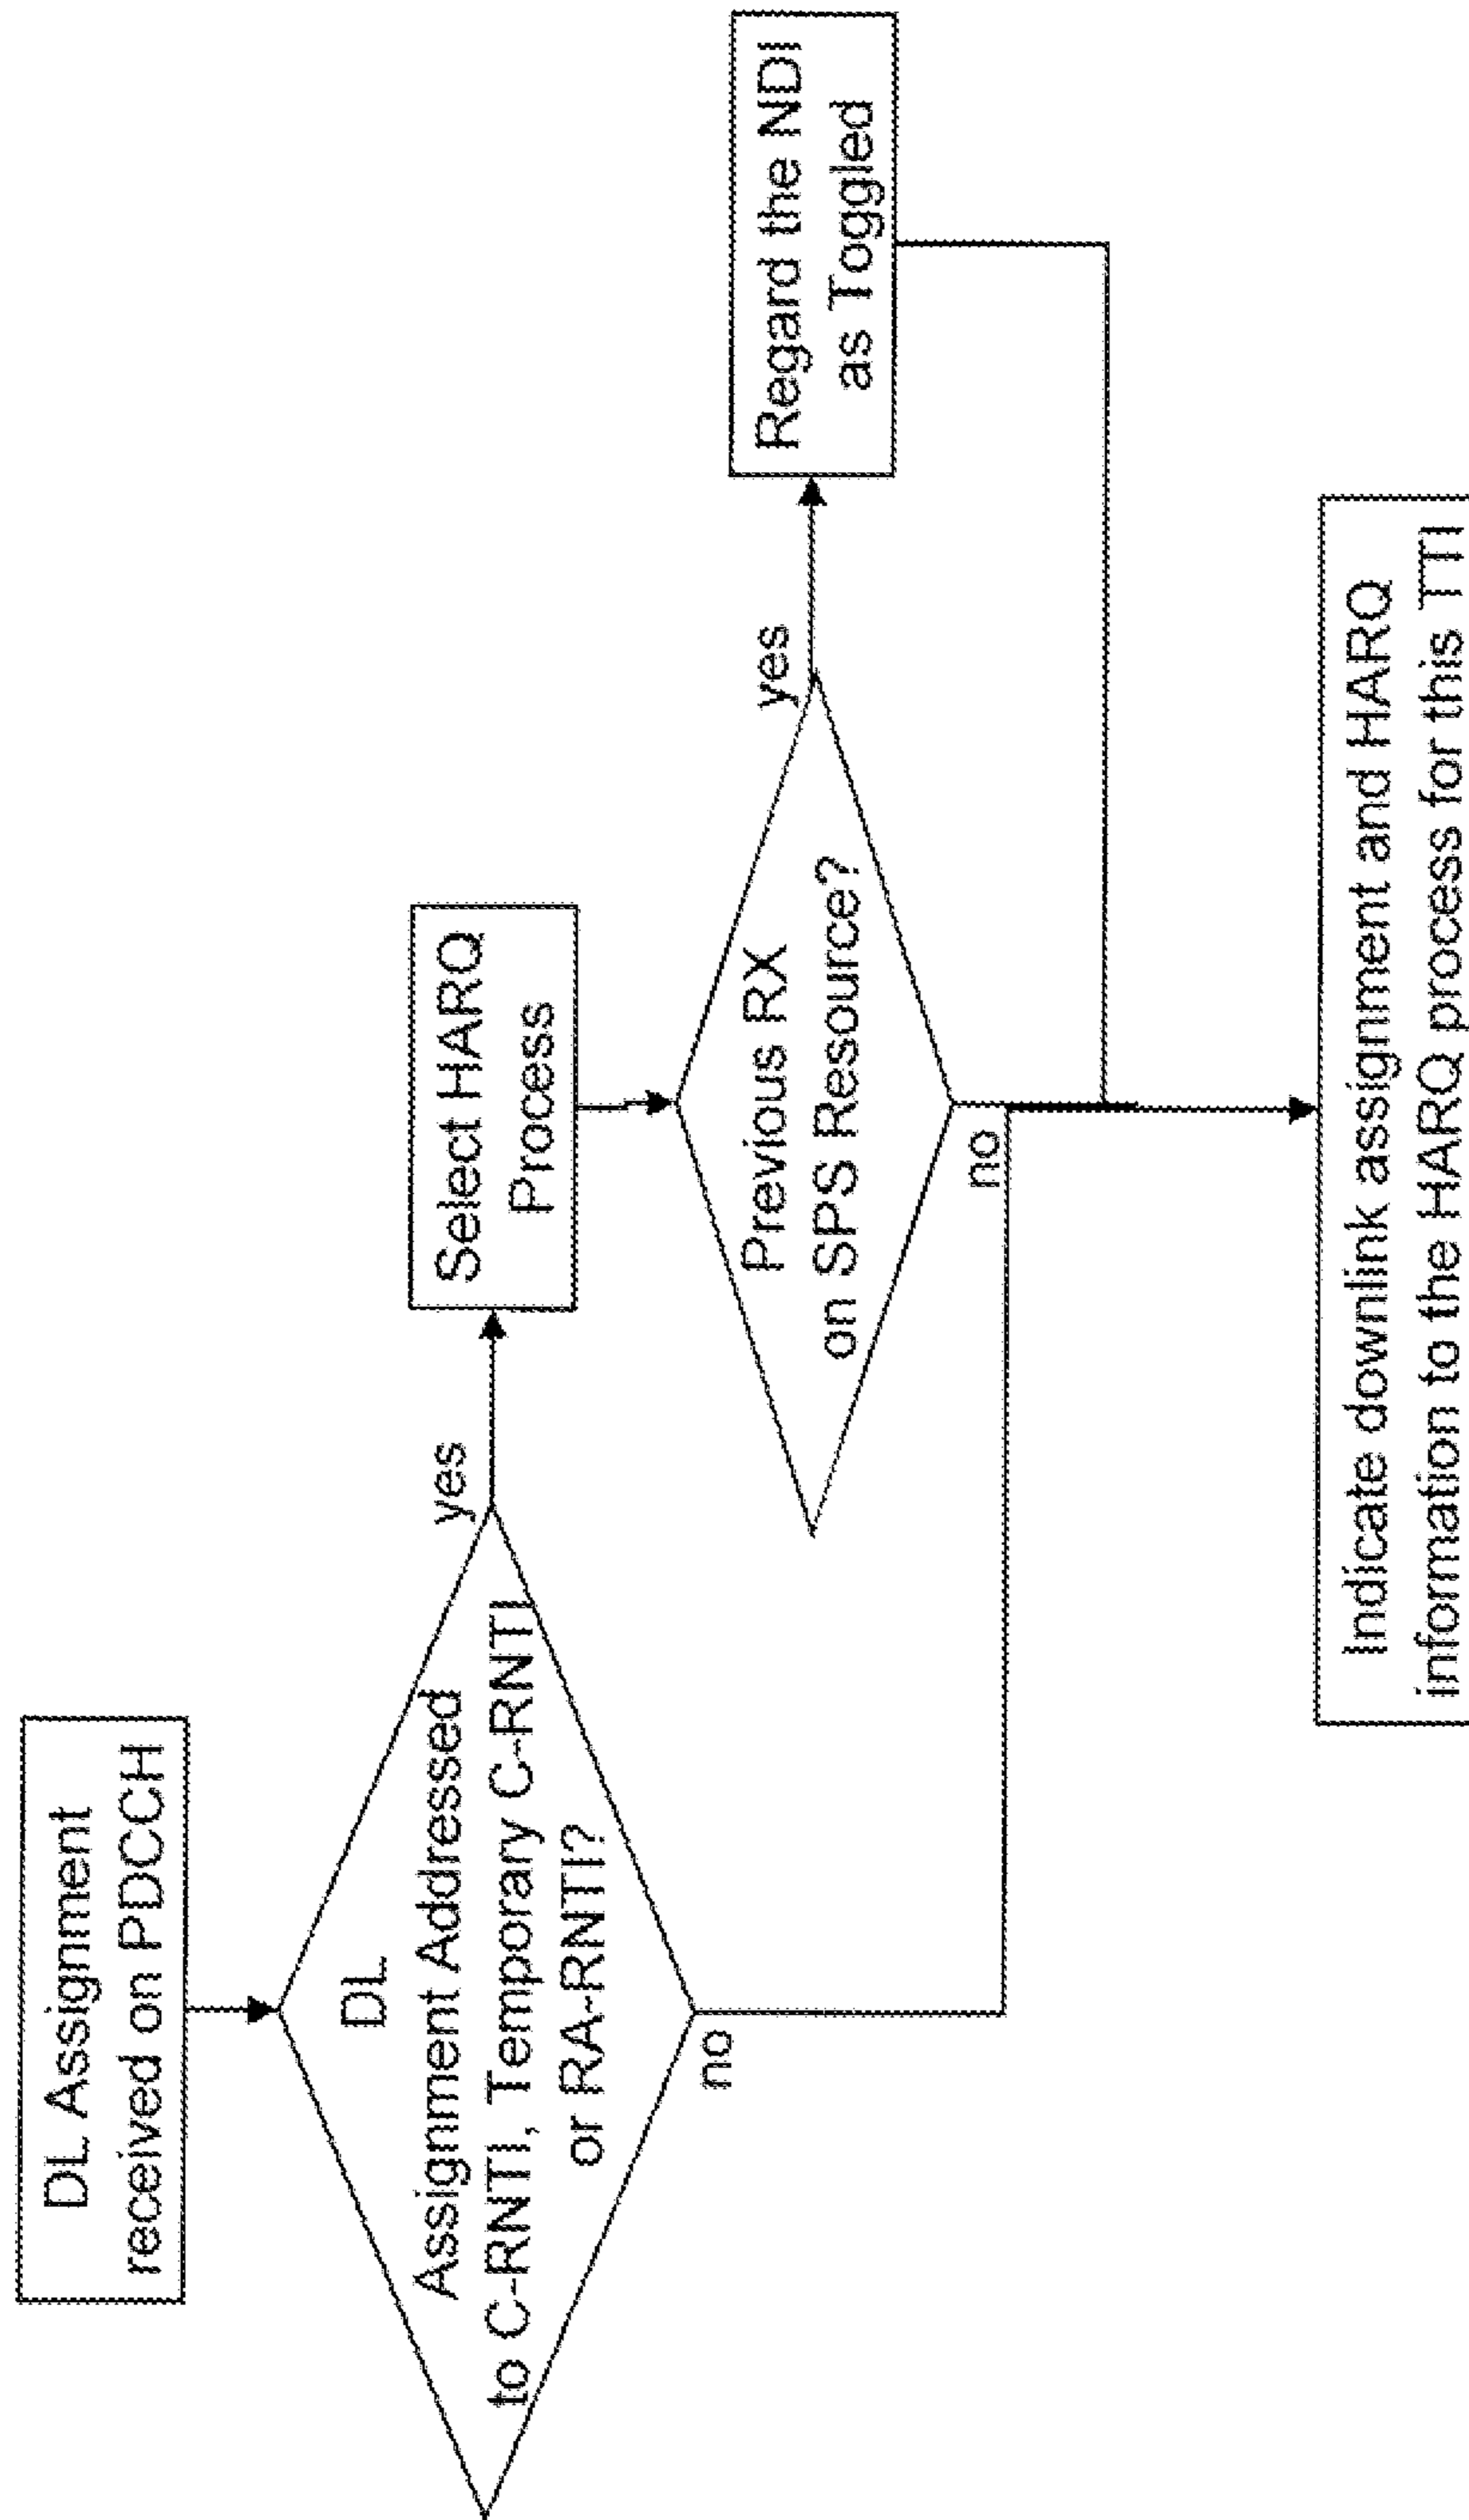 DL Assignment
received on PDCCH
DL
Assignment Addressed
to C-RNTI, Temporary C-RNTI
or RA-RNTI?
yes
no
Select HARQ
Process
Previous RX
on SPS Resource?
yes
no
Regard the NDI
as Toggled
Indicate downlink assignment and HARQ
information to the HARQ process for this TTI